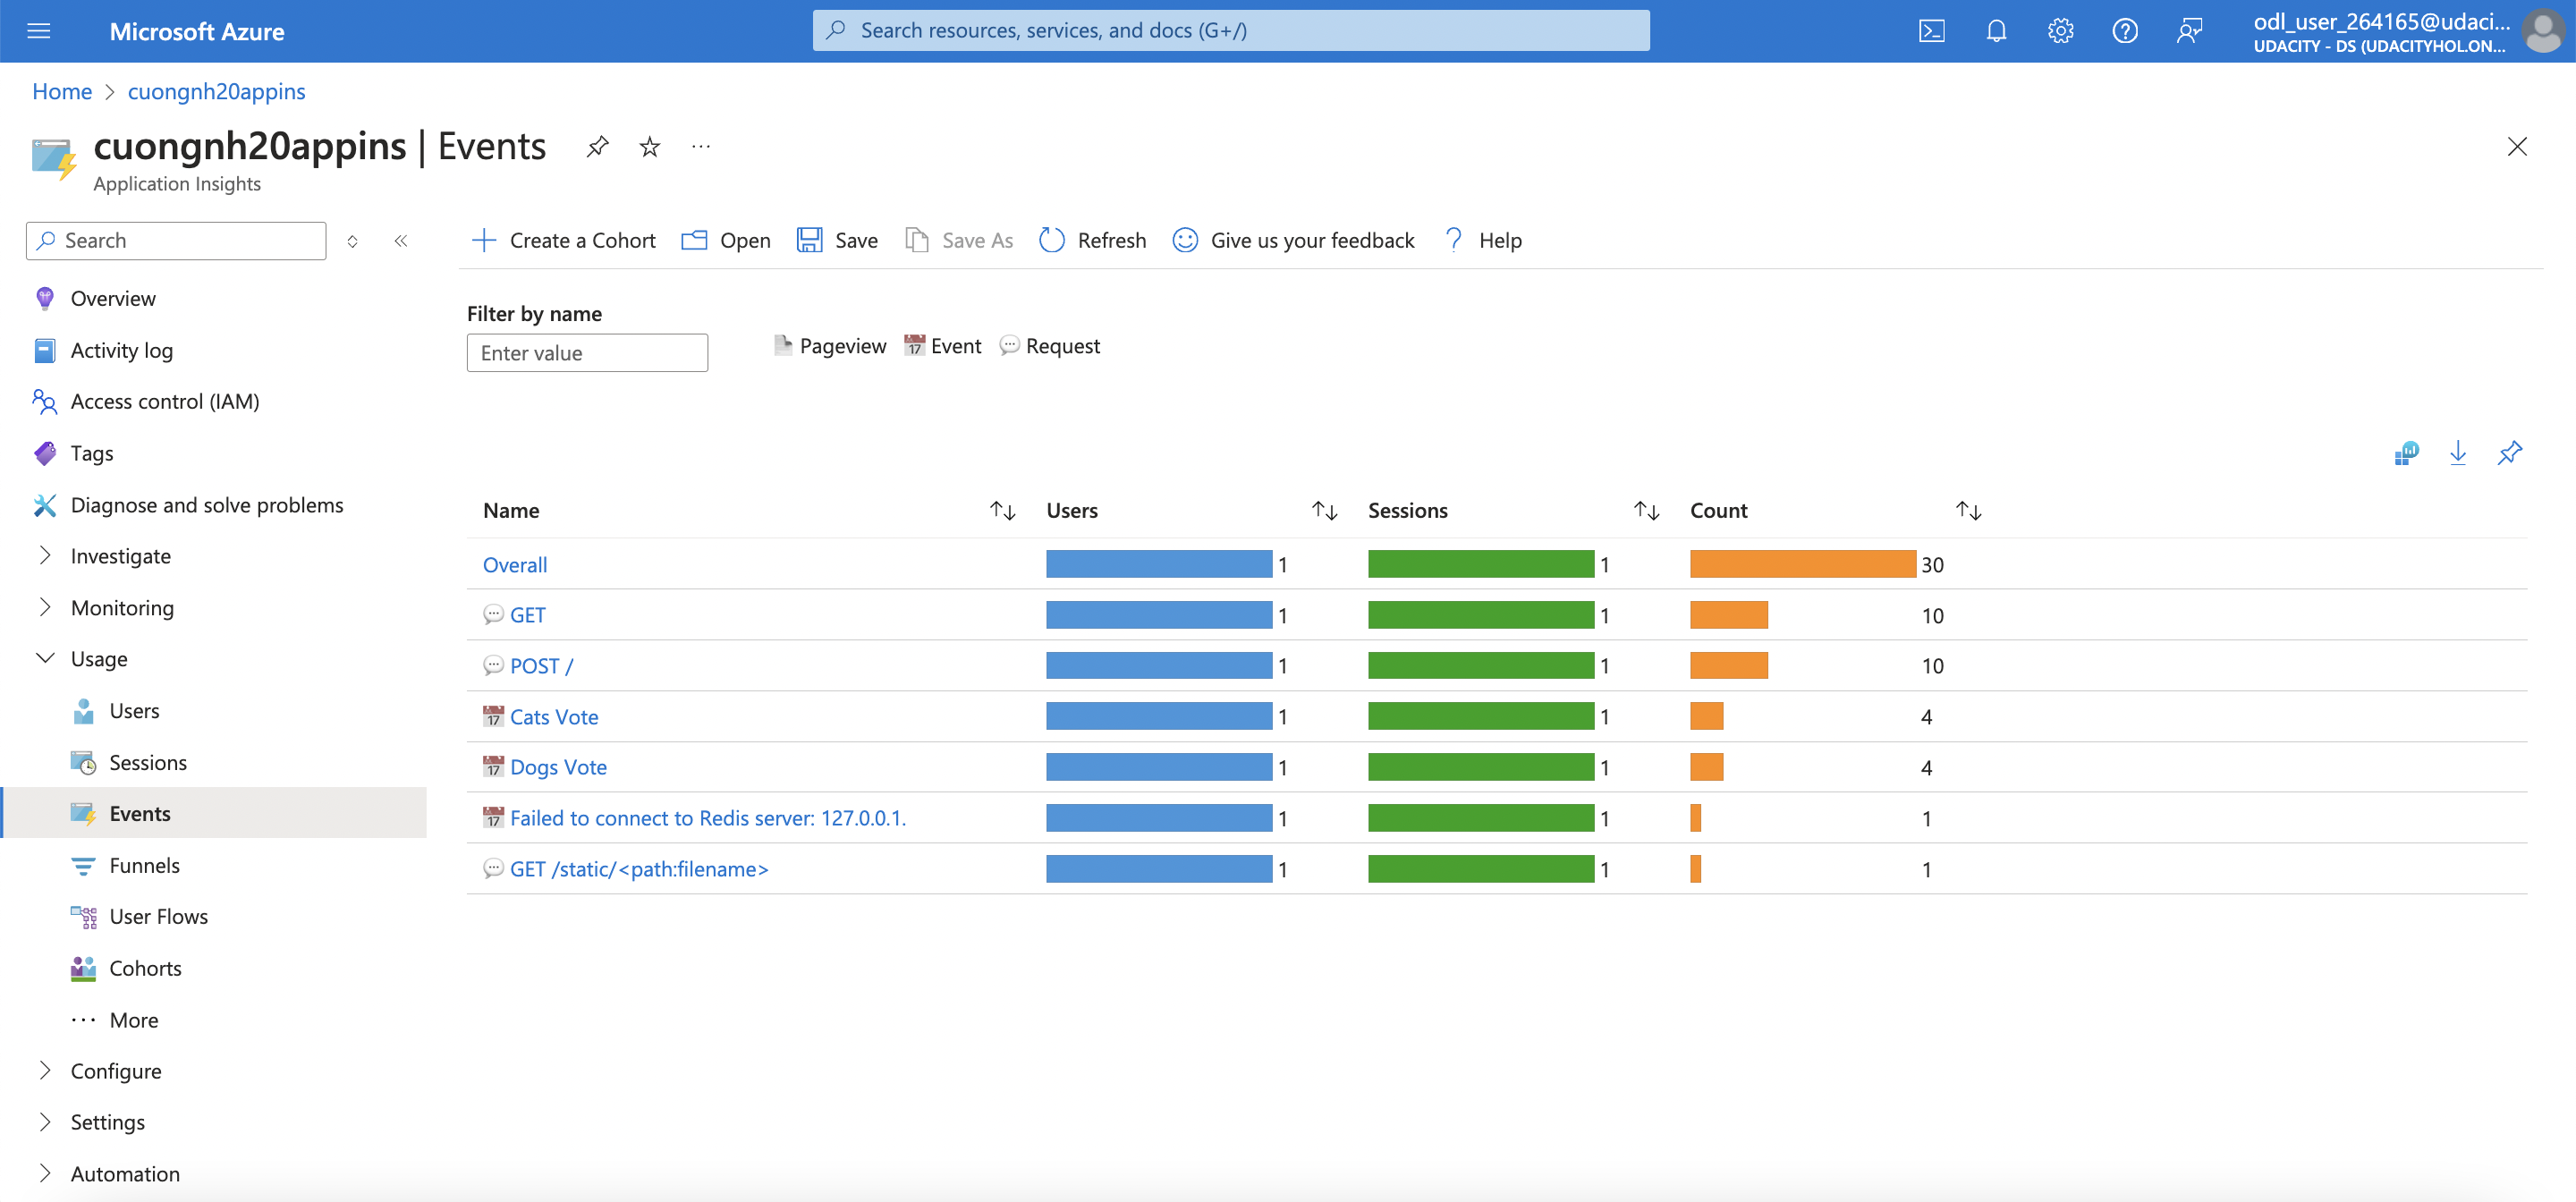 Microsoft Azure
Search resources, services, and docs (G+/)
odl_user_264165@udaci...
UDACITY - DS (UDACITYHOL.ON...
Home > cuongnh20appins
cuongnh20appins | Events
Application Insights
Search
Create a Cohort
Open
Save
Save As
Refresh
Give us your feedback
Help
Overview
Activity log
Access control (IAM)
Tags
Diagnose and solve problems
Investigate
Monitoring
Usage
Users
Sessions
Events
Funnels
User Flows
Cohorts
More
Configure
Settings
Automation
Filter by name
Enter value
Pageview
17 Event
Request
Name Users Sessions Count
Overall 1 1 30
GET 1 1 10
POST / 1 1 10
17 Cats Vote 1 1 4
17 Dogs Vote 1 1 4
17 Failed to connect to Redis server: 127.0.0.1. 1 1 1
GET /static/<path:filename> 1 1 1